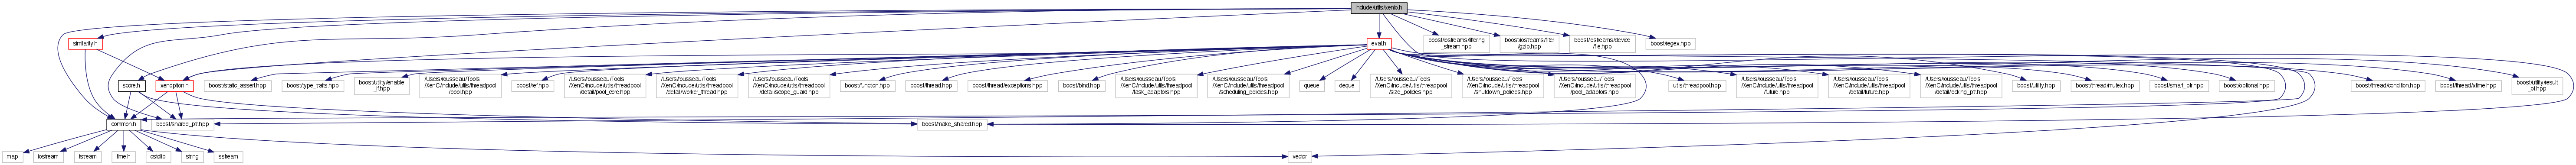 include/utils/xenio.h
similarity.h
eval.h
boost/iostreams/filtering
_stream.hpp
boost/iostreams/filter
/gzip.hpp
boost/iostreams/device
/file.hpp
boost/regex.hpp
score.h
xenoption.h
boost/static_assert.hpp
boost/type_traits.hpp
boost/utility/enable
_if.hpp
/Users/rousseau/Tools
/XenC/include/utils/threadpool
/pool.hpp
boost/ref.hpp
/Users/rousseau/Tools
/XenC/include/utils/threadpool
/detail/pool_core.hpp
/Users/rousseau/Tools
/XenC/include/utils/threadpool
/detail/worker_thread.hpp
/Users/rousseau/Tools
/XenC/include/utils/threadpool
/detail/scope_guard.hpp
boost/function.hpp
boost/thread.hpp
boost/thread/exceptions.hpp
boost/bind.hpp
/Users/rousseau/Tools
/XenC/include/utils/threadpool
/task_adaptors.hpp
/Users/rousseau/Tools
/XenC/include/utils/threadpool
/scheduling_policies.hpp
queue
deque
/Users/rousseau/Tools
/XenC/include/utils/threadpool
/size_policies.hpp
/Users/rousseau/Tools
/XenC/include/utils/threadpool
/shutdown_policies.hpp
/Users/rousseau/Tools
/XenC/include/utils/threadpool
/pool_adaptors.hpp
utils/threadpool.hpp
/Users/rousseau/Tools
/XenC/include/utils/threadpool
/future.hpp
/Users/rousseau/Tools
/XenC/include/utils/threadpool
/detail/future.hpp
/Users/rousseau/Tools
/XenC/include/utils/threadpool
/detail/locking_ptr.hpp
boost/utility.hpp
boost/thread/mutex.hpp
boost/smart_ptr.hpp
boost/optional.hpp
boost/thread/condition.hpp
boost/thread/xtime.hpp
boost/utility/result
_of.hpp
common.h
boost/shared_ptr.hpp
boost/make_shared.hpp
map
iostream
fstream
time.h
cstdlib
string
sstream
vector